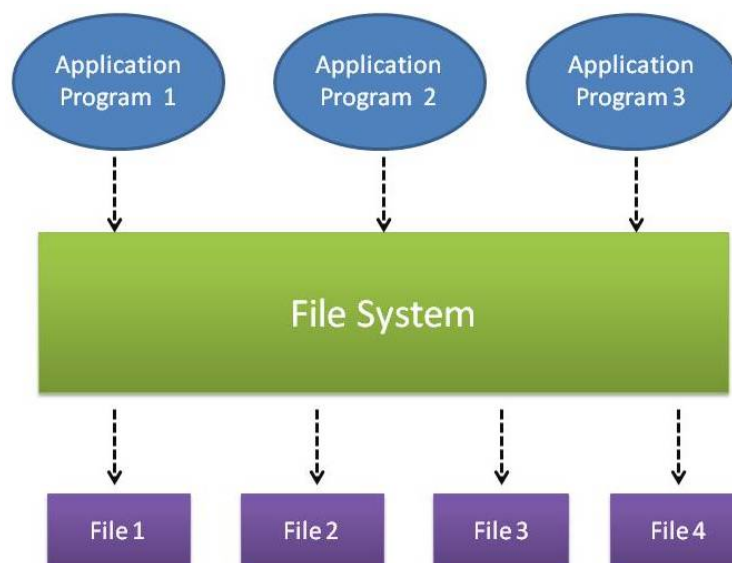 Application
Program 1
Application
Program 2
Application
Program 3
File System
File 1
File 2
File 3
File 4